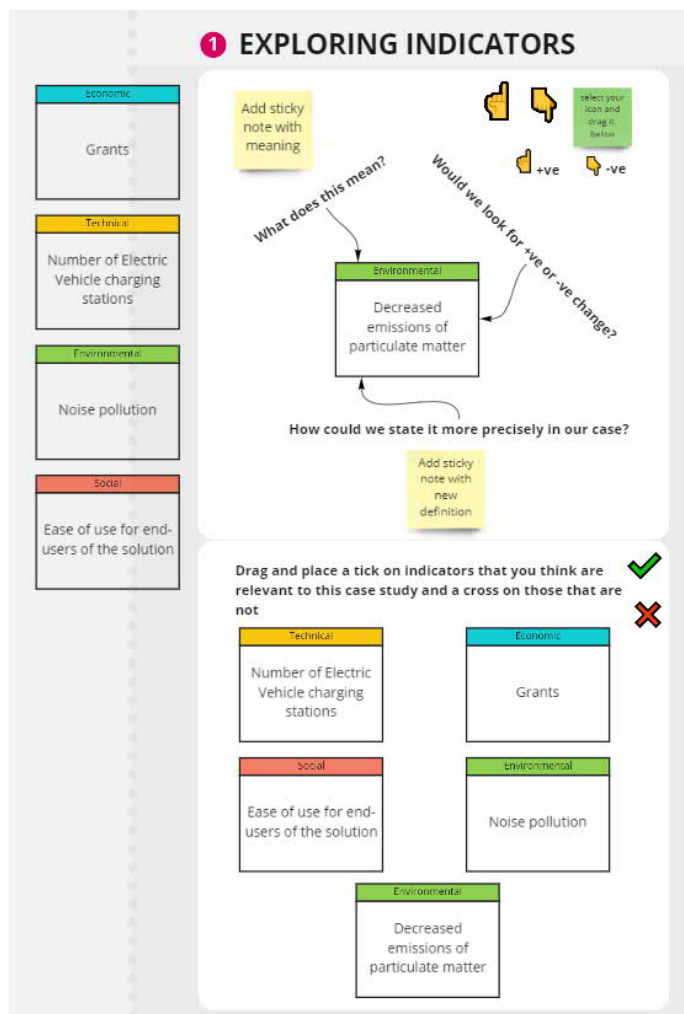 1 EXPLORING INDICATORS
Economic
Grants
Technical
Number of Electric
Vehicle charging
stations
Environmental
Noise pollution
Social
Ease of use for end-
users of the solution
Add sticky
note with
meaning
select your
icon and
drag it
below
+ve
-ve
What does this mean?
Would we look for +ve or -ve change?
Environmental
Decreased
emissions of
particulate matter
How could we state it more precisely in our case?
Add sticky
note with
new
definition
Drag and place a tick on indicators that you think are
relevant to this case study and a cross on those that are
not
Technical
Number of Electric
Vehicle charging
stations
Economic
Grants
Social
Ease of use for end-
users of the solution
Environmental
Noise pollution
Environmental
Decreased
emissions of
particulate matter